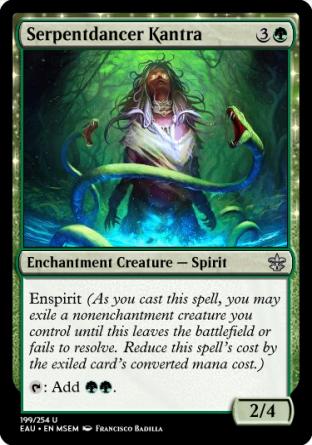 Serpentdancer Kantra 3
Enchantment Creature — Spirit
Enspirit (As you cast this spell, you may
exile a nonenchantment creature you
control until this leaves the battlefield or
fails to resolve. Reduce this spell's cost by
the exiled card's converted mana cost.)
: Add .
199/254 U
EAU • EN MSEM Francisco Badilla
2/4